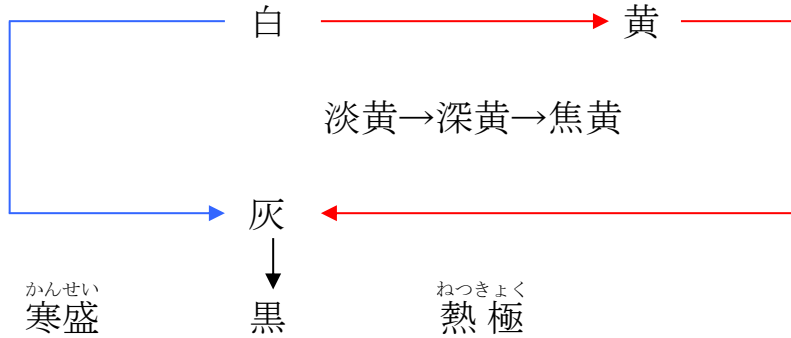 白 黄
淡黄→深黄→焦黄
灰
かんせい ねつきょく
寒盛 黒 熱極